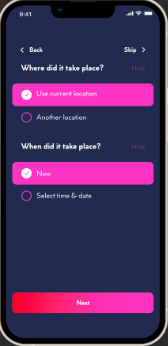 9:41
Back Skip
Where did it take place? Hide
Use current location
Another location
When did it take place? Hide
Now
Select time & date
Next